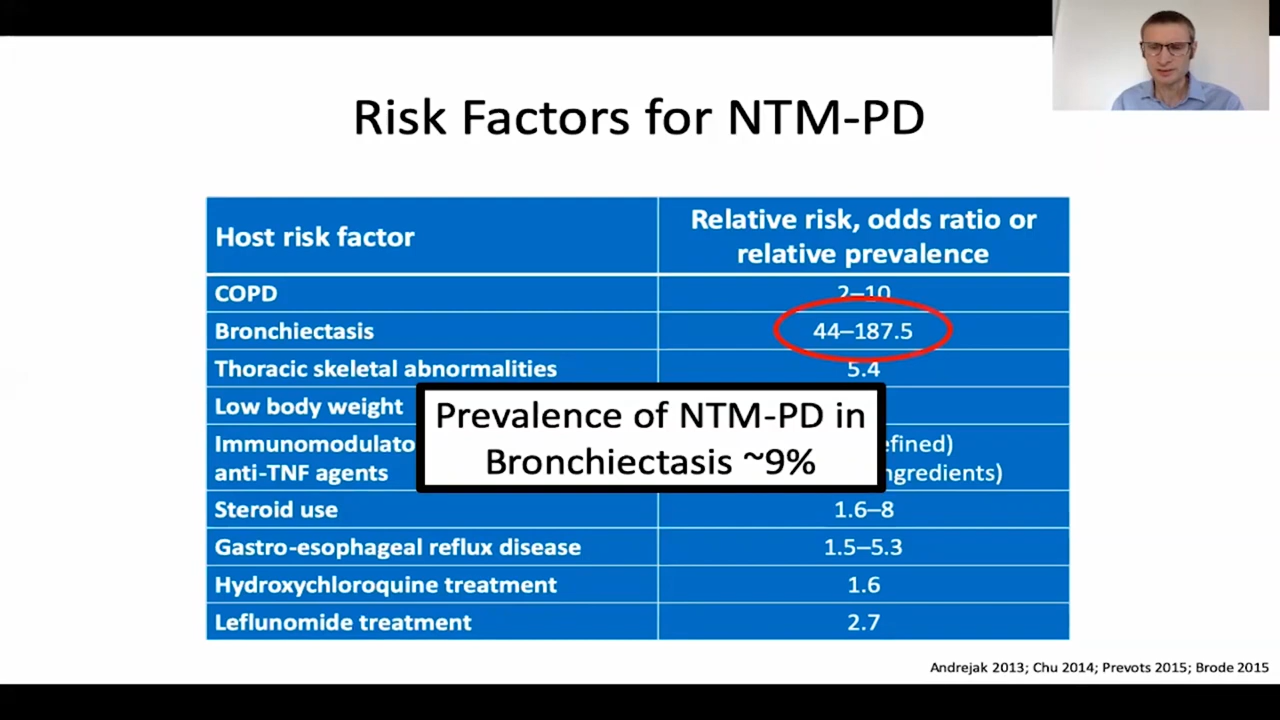 Risk Factors for NTM-PD
Host risk factor
Relative risk, odds ratio or
relative prevalence
COPD
2–10
Bronchiectasis
44–187.5
Thoracic skeletal abnormalities
5.4
Low body weight
Prevalence of NTM-PD in
Bronchiectasis ~9%
anti-TNF agents
Steroid use
1.6–8
Gastro-esophageal reflux disease
1.5–5.3
Hydroxychloroquine treatment
1.6
Leflunomide treatment
2.7
Andrejak 2013; Chu 2014; Prevots 2015; Brode 2015